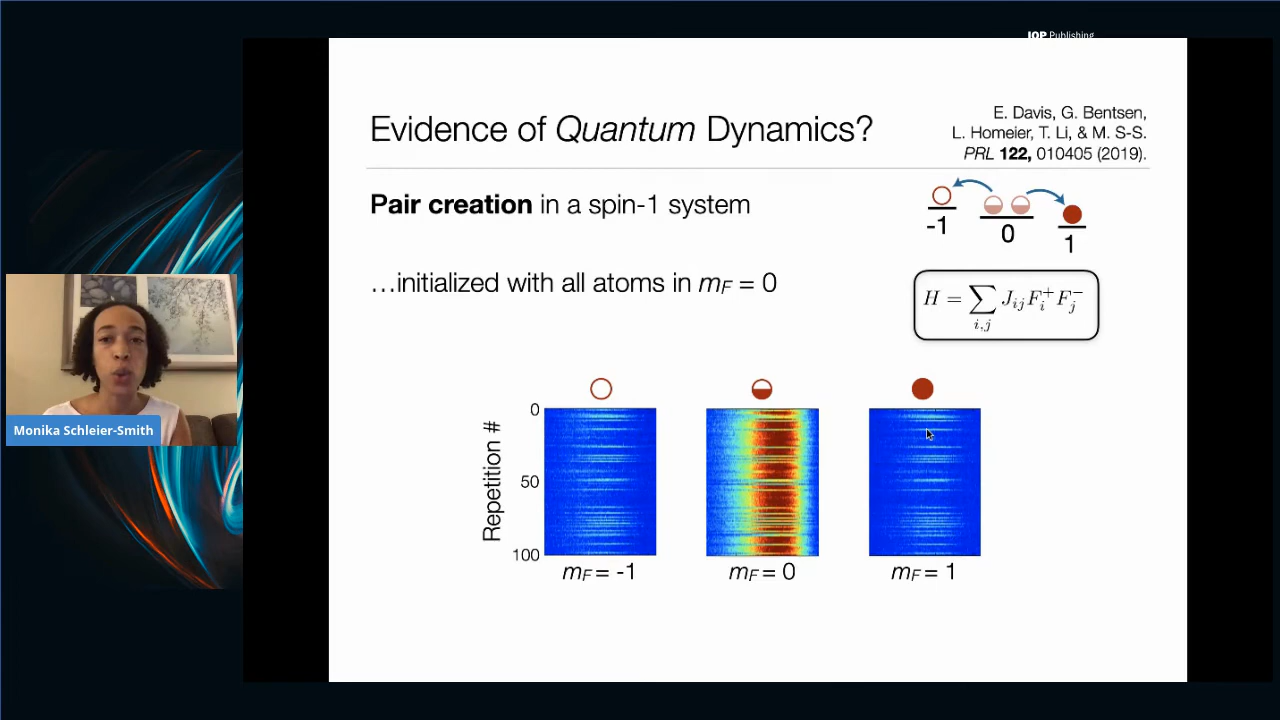 IOP Publishing
Evidence of Quantum Dynamics?
E. Davis, G. Bentsen,
L. Homeier, T. Li, & M. S-S.
PRL 122, 010405 (2019).
Pair creation in a spin-1 system
-1
0
1
…initialized with all atoms in mF = 0
H = ∑i,j Jij Fi+ Fj−
Monika Schleier-Smith
Repetition #
0
50
100
mF = -1
mF = 0
mF = 1